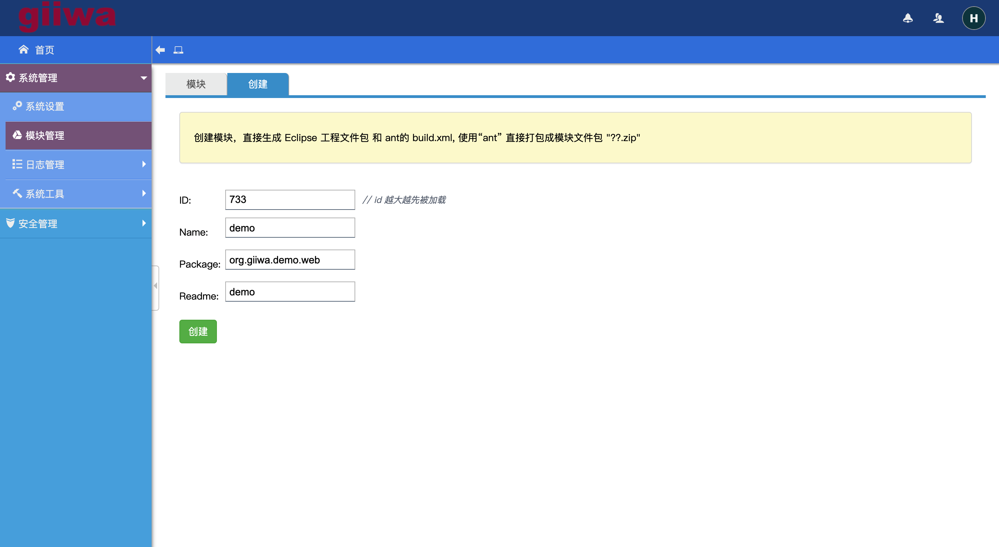 giiwa
H
首页
系统管理
系统设置
模块管理
日志管理
系统工具
安全管理
模块
创建
创建模块，直接生成 Eclipse 工程文件包 和 ant的 build.xml, 使用“ant” 直接打包成模块文件包 "??.zip"
ID: 733 // id 越大越先被加载
Name: demo
Package: org.giiwa.demo.web
Readme: demo
创建